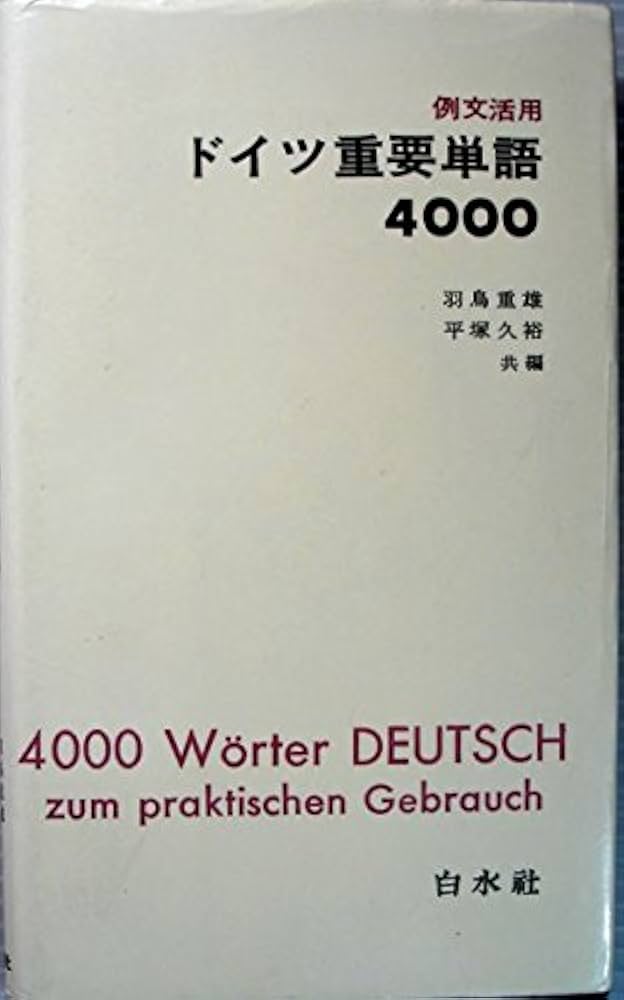 例文活用
ドイツ重要単語
4000
羽鳥重雄
平塚久裕
共編
4000 Wörter DEUTSCH
zum praktischen Gebrauch
白水社